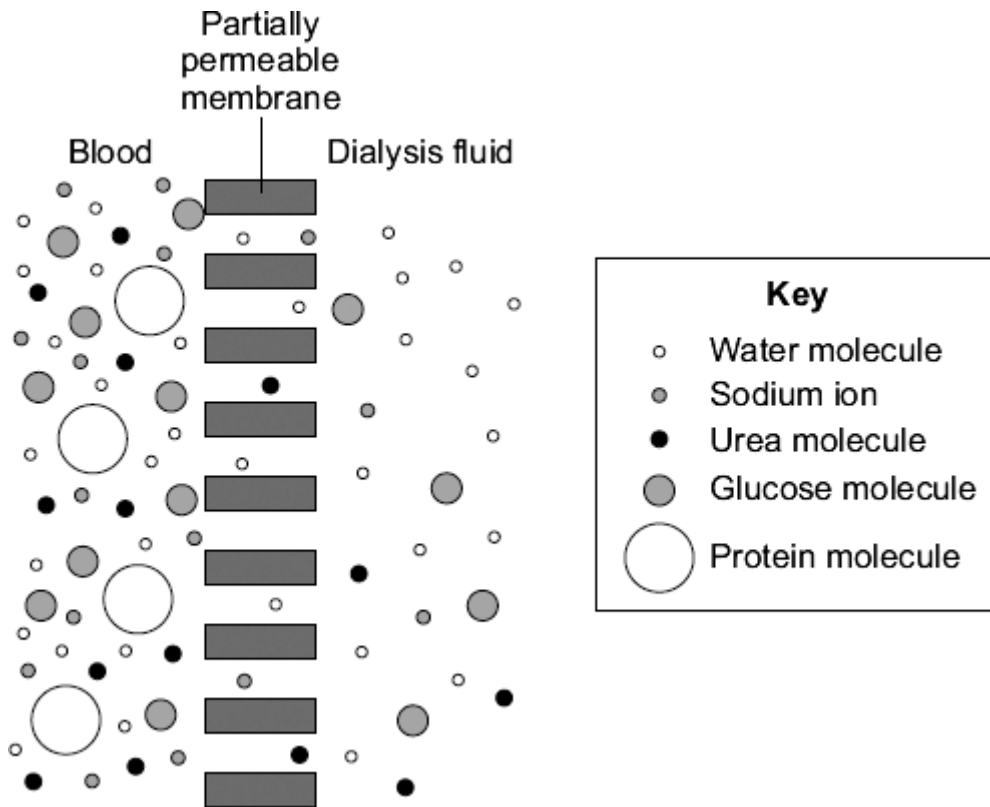 Partially
permeable
membrane
Blood
Dialysis fluid
Key
Water molecule
Sodium ion
Urea molecule
Glucose molecule
Protein molecule